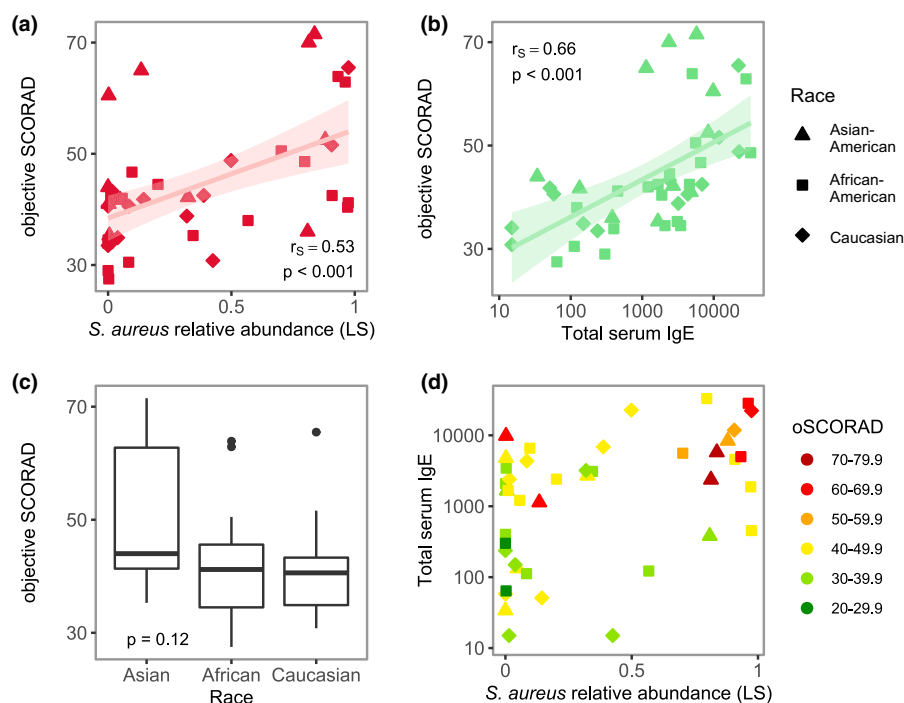 (a)
objective SCORAD
70
50
30
r_S = 0.53
p < 0.001
0
0.5
1
S. aureus relative abundance (LS)
(b)
objective SCORAD
70
50
30
r_S = 0.66
p < 0.001
10
100
1000
10000
Total serum IgE
Race
Asian-
American
African-
American
Caucasian
(c)
objective SCORAD
70
50
30
p = 0.12
Asian
African
Caucasian
Race
(d)
Total serum IgE
10000
1000
100
10
0
0.5
1
S. aureus relative abundance (LS)
oSCORAD
70-79.9
60-69.9
50-59.9
40-49.9
30-39.9
20-29.9